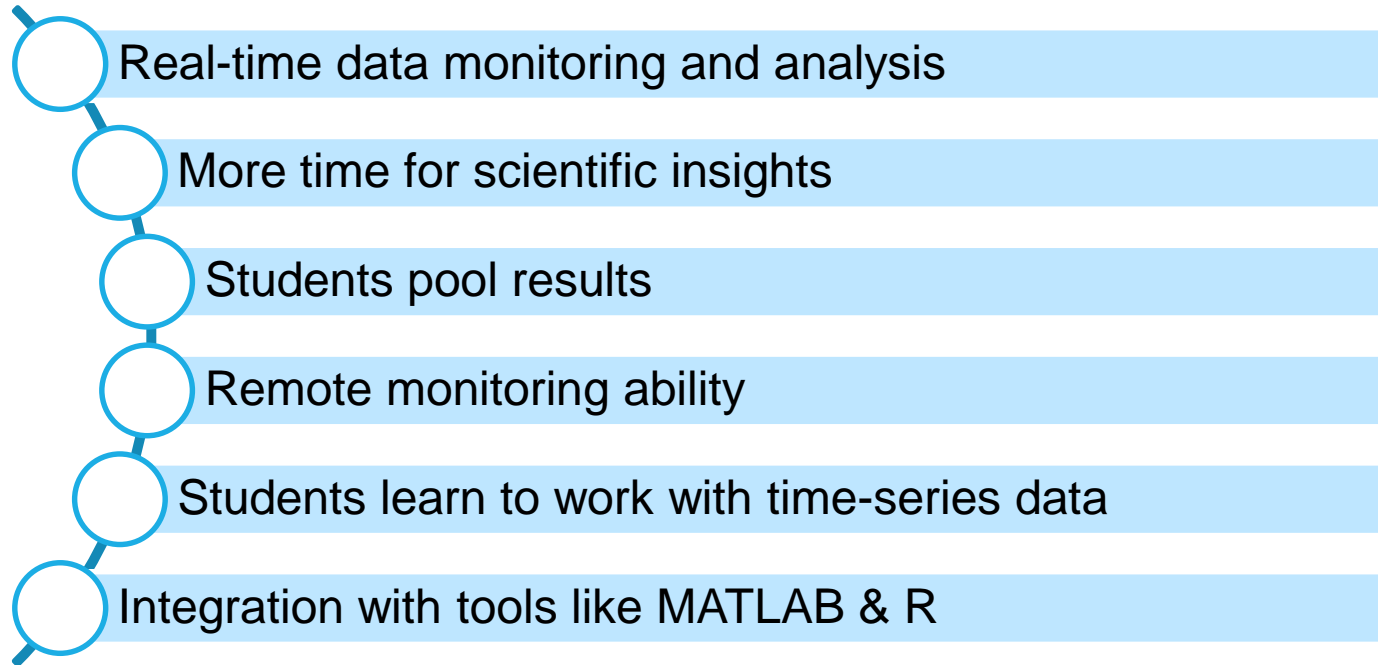 Real-time data monitoring and analysis
More time for scientific insights
Students pool results
Remote monitoring ability
Students learn to work with time-series data
Integration with tools like MATLAB & R